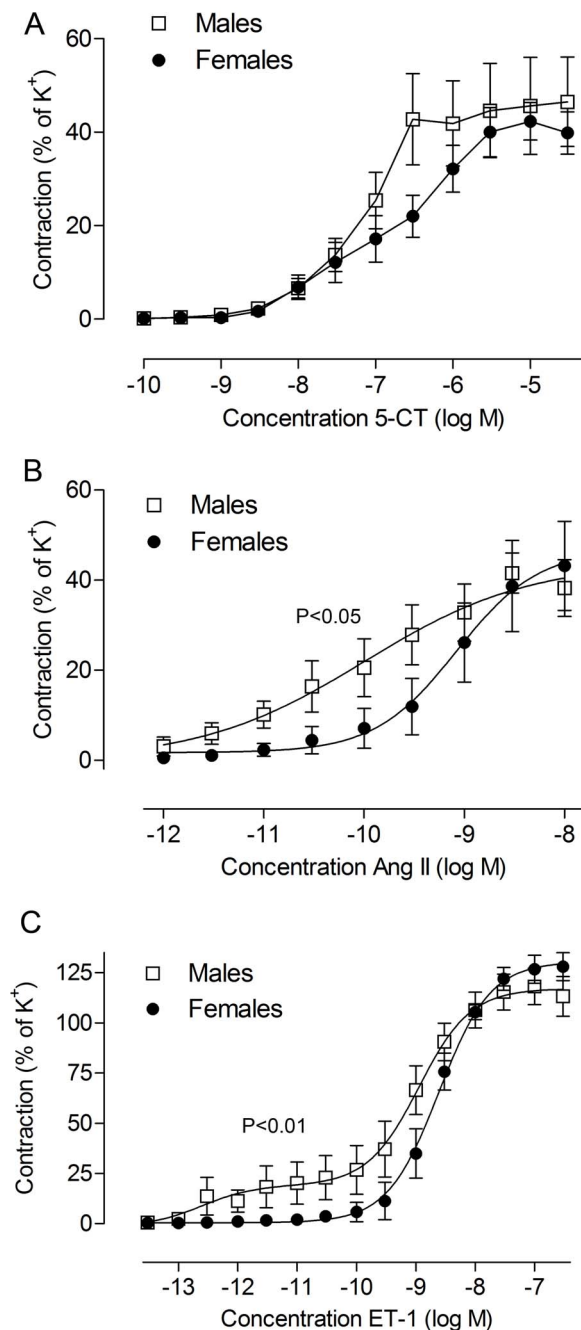 A
Males
Females
60
40
20
0
Contraction (% of K⁺)
-10 -9 -8 -7 -6 -5
Concentration 5-CT (log M)
B
Males
Females
60
40
20
0
Contraction (% of K⁺)
P<0.05
-12 -11 -10 -9 -8
Concentration Ang II (log M)
C
Males
Females
125
100
75
50
25
0
Contraction (% of K⁺)
P<0.01
-13 -12 -11 -10 -9 -8 -7
Concentration ET-1 (log M)